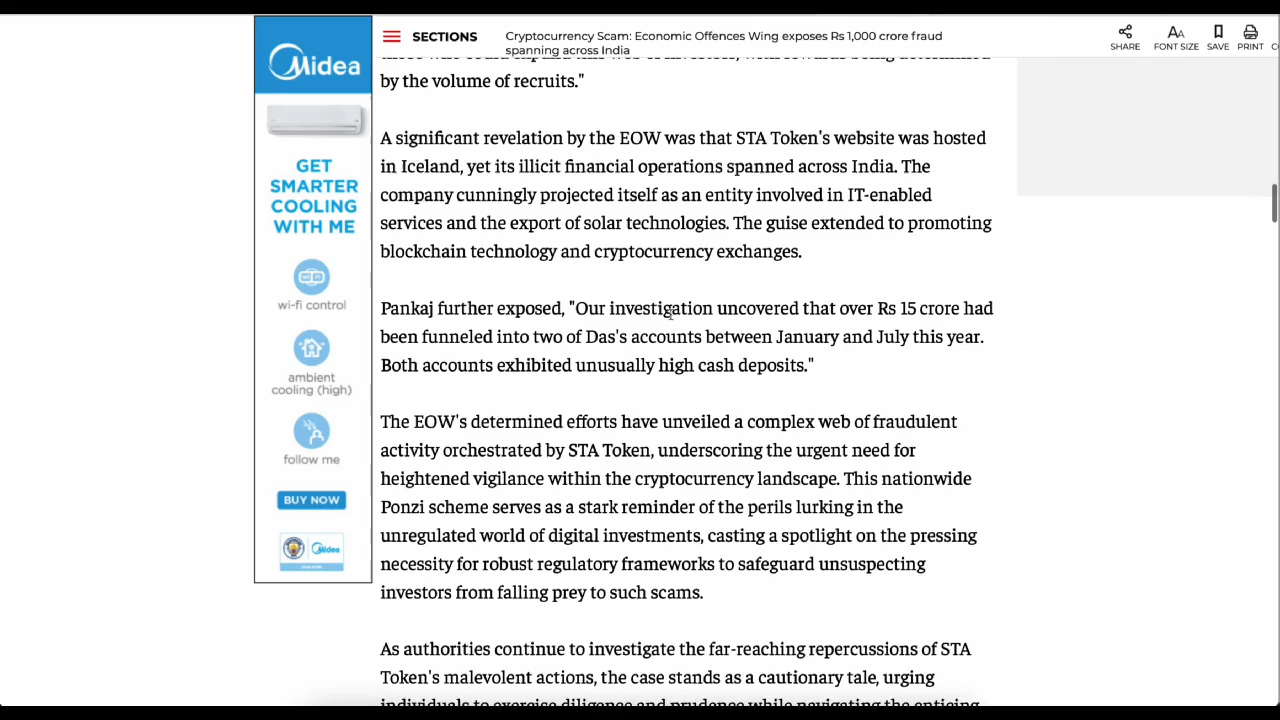 Midea
GET
SMARTER
COOLING
WITH ME
wi-fi control
ambient
cooling (high)
follow me
BUY NOW
Midea
SECTIONS
Cryptocurrency Scam: Economic Offences Wing exposes Rs 1,000 crore fraud
spanning across India
SHARE
FONT SIZE
SAVE
PRINT
by the volume of recruits."
A significant revelation by the EOW was that STA Token's website was hosted
in Iceland, yet its illicit financial operations spanned across India. The
company cunningly projected itself as an entity involved in IT-enabled
services and the export of solar technologies. The guise extended to promoting
blockchain technology and cryptocurrency exchanges.
Pankaj further exposed, "Our investigation uncovered that over Rs 15 crore had
been funneled into two of Das's accounts between January and July this year.
Both accounts exhibited unusually high cash deposits."
The EOW's determined efforts have unveiled a complex web of fraudulent
activity orchestrated by STA Token, underscoring the urgent need for
heightened vigilance within the cryptocurrency landscape. This nationwide
Ponzi scheme serves as a stark reminder of the perils lurking in the
unregulated world of digital investments, casting a spotlight on the pressing
necessity for robust regulatory frameworks to safeguard unsuspecting
investors from falling prey to such scams.
As authorities continue to investigate the far-reaching repercussions of STA
Token's malevolent actions, the case stands as a cautionary tale, urging
individuals to exercise diligence and prudence while navigating the enticing